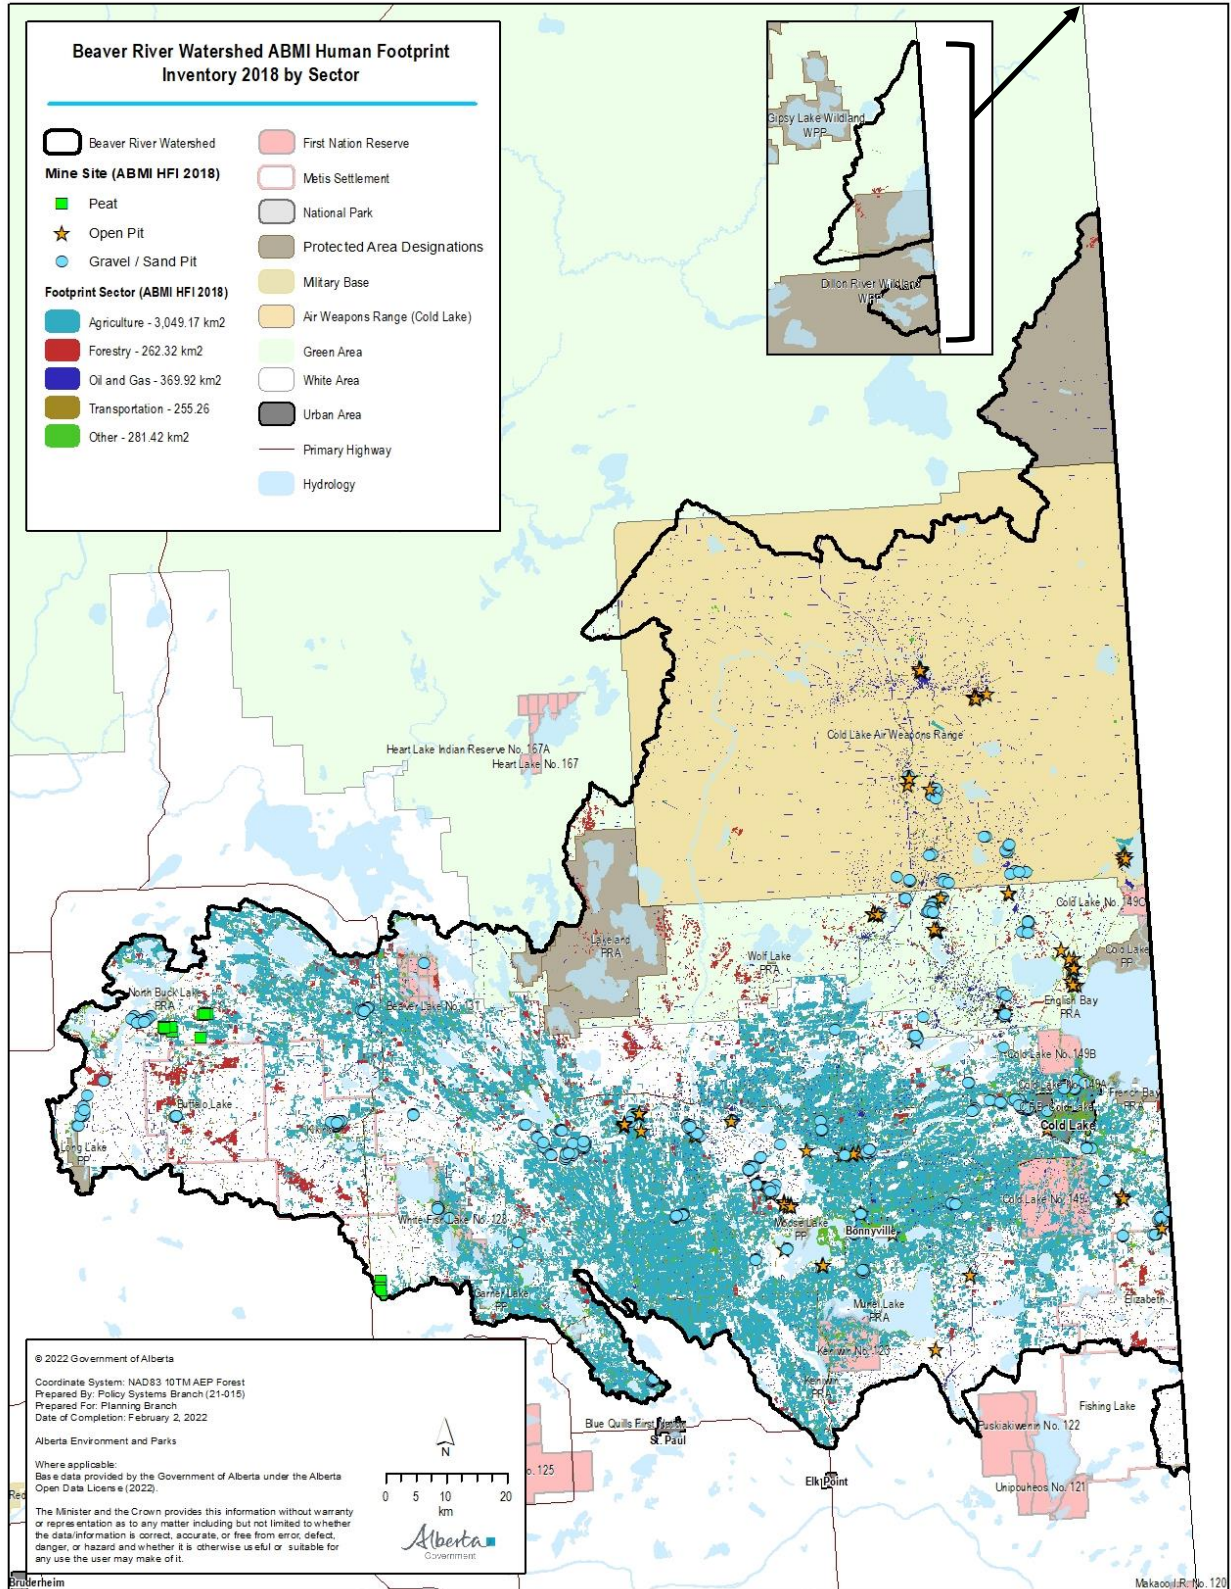 Beaver River Watershed ABMI Human Footprint
Inventory 2018 by Sector
Beaver River Watershed
Mine Site (ABMI HFI 2018)
Peat
Open Pit
Gravel / Sand Pit
Footprint Sector (ABMI HFI 2018)
Agriculture - 3,049.17 km2
Forestry - 262.32 km2
Oil and Gas - 369.92 km2
Transportation - 255.26
Other - 281.42 km2
First Nation Reserve
Metis Settlement
National Park
Protected Area Designations
Military Base
Air Weapons Range (Cold Lake)
Green Area
White Area
Urban Area
Primary Highway
Hydrology
Gipsy Lake Wildland
WPP
Dillon River Wildland
WPP
Cold Lake Air Weapons Range
Heart Lake Indian Reserve No. 167A
Heart Lake No. 167
Cold Lake No. 149C
Lakeland
PRA
Wolf Lake
PRA
Cold Lake
PP
North Buck Lake
PRA
Beaver Lake No. 131
English Bay
PRA
Cold Lake No. 149B
Cold Lake No. 149A
French Bay
PRA
Cold Lake
Buffalo Lake
Kikino
Long Lake
PP
Cold Lake No. 149
White Fish Lake No. 128
Moose Lake
PP
Bonnyville
Garner Lake
PP
Muriel Lake
PRA
Elizabeth
Kehiwin No. 123
Kehiwin
PRA
Fishing Lake
Puskiakiwenin No. 122
Blue Quills First Nation
St. Paul
Elk Point
Unipouheos No. 121
o. 125
© 2022 Government of Alberta
Coordinate System: NAD83 10TM AEP Forest
Prepared By: Policy Systems Branch (21-015)
Prepared For: Planning Branch
Date of Completion: February 2, 2022
Alberta Environment and Parks
Where applicable:
Base data provided by the Government of Alberta under the Alberta
Open Data License (2022).
The Minister and the Crown provides this information without warranty
or representation as to any matter including but not limited to whether
the data/information is correct, accurate, or free from error, defect,
danger, or hazard and whether it is otherwise useful or suitable for
any use the user may make of it.
N
0 5 10 20
km
Alberta
Government
Red
Bruderheim
Makaoo I.R. No. 120